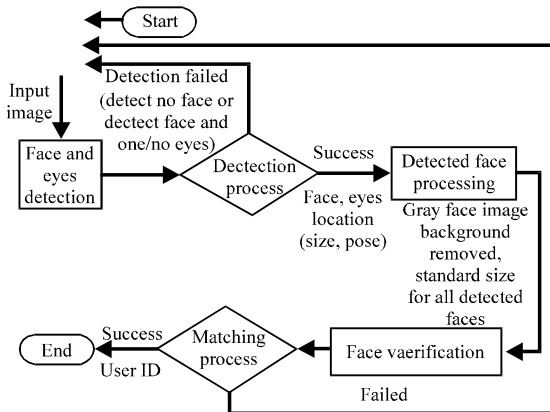 Start
Detection failed
(detect no face or
dectect face and
one/no eyes)
Input
image
Face and
eyes
detection
Dectection
process
Success
Face, eyes
location
(size, pose)
Detected face
processing
Gray face image
background
removed,
standard size
for all detected
faces
Face vaerification
Matching
process
Success
User ID
End
Failed